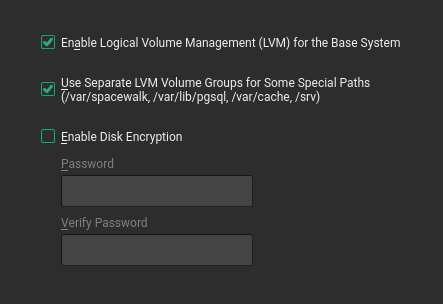 Enable Logical Volume Management (LVM) for the Base System
Use Separate LVM Volume Groups for Some Special Paths
(/var/spacewalk, /var/lib/pgsql, /var/cache, /srv)
Enable Disk Encryption
Password
Verify Password